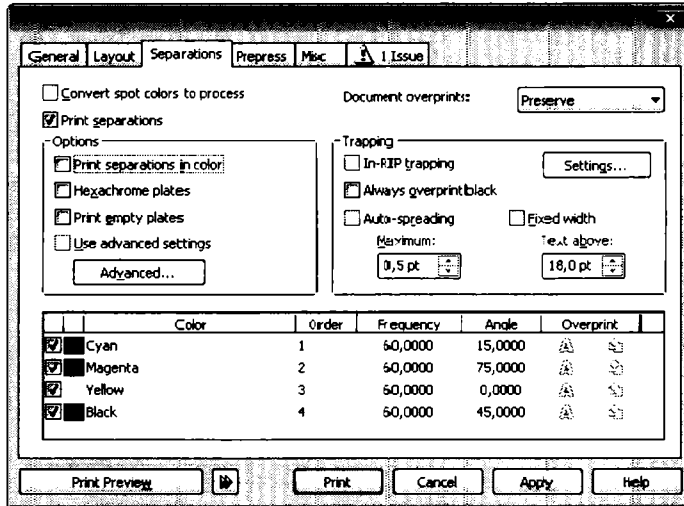 General Layout Separations Prepress Misc 1 Issue
Convert spot colors to process
Document overprints: Preserve
Print separations
Options
Print separations in color
Hexachrome plates
Print empty plates
Use advanced settings
Advanced...
Trapping
In-RIP trapping
Settings...
Always overprint black
Auto-spreading
Fixed width
Maximum:
Text above:
0,5 pt
18,0 pt
Color Order Frequency Angle Overprint
Cyan 1 60,0000 15,0000
Magenta 2 60,0000 75,0000
Yellow 3 60,0000 0,0000
Black 4 60,0000 45,0000
Print Preview Print Cancel Apply Help